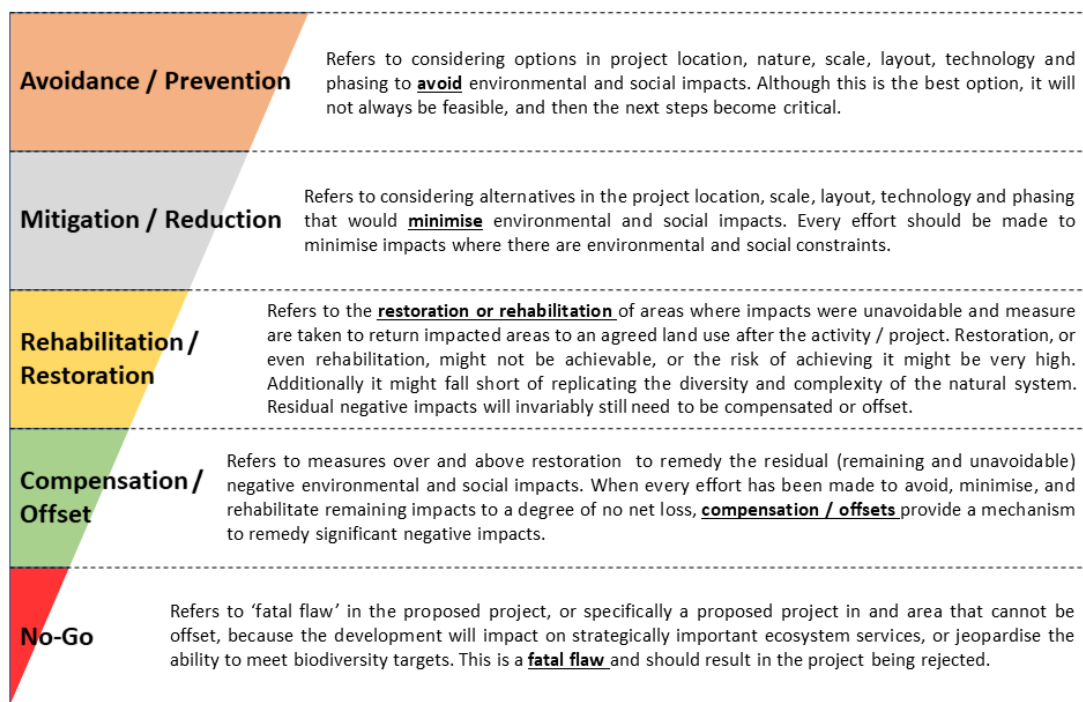 Avoidance / Prevention
Refers to considering options in project location, nature, scale, layout, technology and
phasing to avoid environmental and social impacts. Although this is the best option, it will
not always be feasible, and then the next steps become critical.
Mitigation / Reduction
Refers to considering alternatives in the project location, scale, layout, technology and phasing
that would minimise environmental and social impacts. Every effort should be made to
minimise impacts where there are environmental and social constraints.
Rehabilitation /
Restoration
Refers to the restoration or rehabilitation of areas where impacts were unavoidable and measure
are taken to return impacted areas to an agreed land use after the activity / project. Restoration, or
even rehabilitation, might not be achievable, or the risk of achieving it might be very high.
Additionally it might fall short of replicating the diversity and complexity of the natural system.
Residual negative impacts will invariably still need to be compensated or offset.
Compensation /
Offset
Refers to measures over and above restoration to remedy the residual (remaining and unavoidable)
negative environmental and social impacts. When every effort has been made to avoid, minimise, and
rehabilitate remaining impacts to a degree of no net loss, compensation / offsets provide a mechanism
to remedy significant negative impacts.
No-Go
Refers to ‘fatal flaw’ in the proposed project, or specifically a proposed project in and area that cannot be
offset, because the development will impact on strategically important ecosystem services, or jeopardise the
ability to meet biodiversity targets. This is a fatal flaw and should result in the project being rejected.